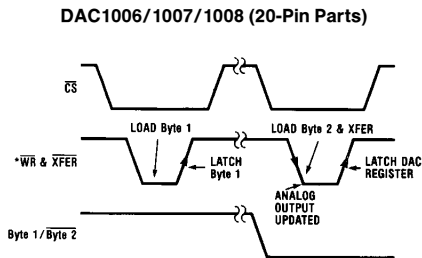 DAC1006/1007/1008 (20-Pin Parts)
CS
LOAD Byte 1
LOAD Byte 2 & XFER
*WR & XFER
LATCH
Byte 1
LATCH DAC
REGISTER
ANALOG
OUTPUT
UPDATED
Byte 1/Byte 2